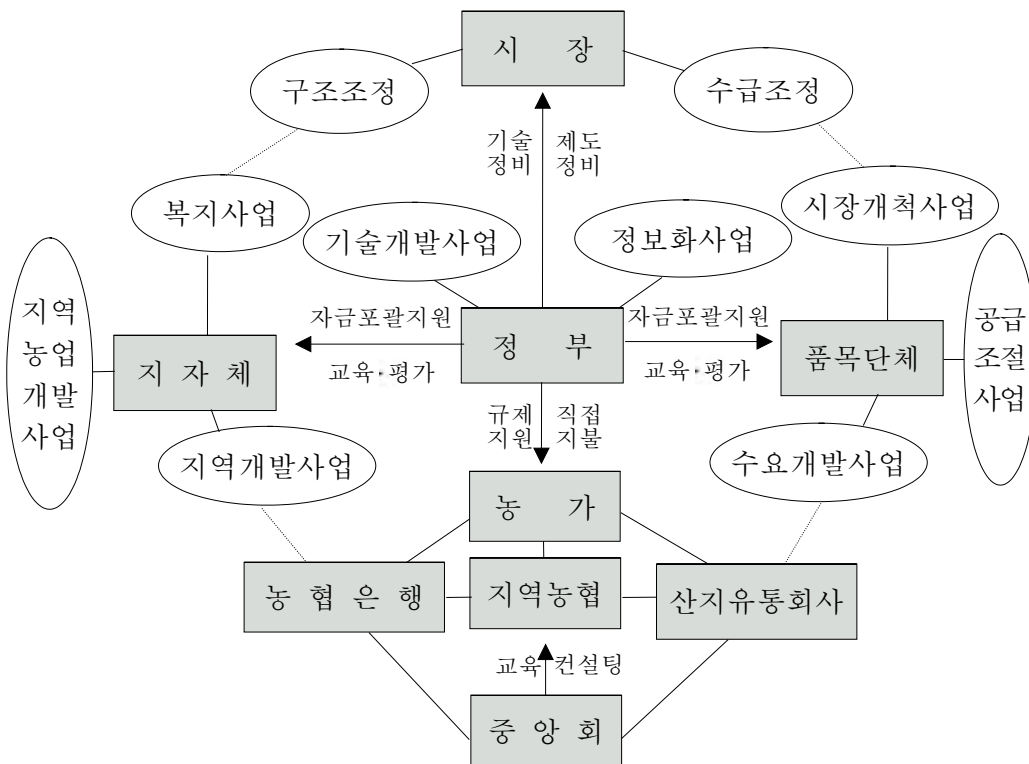 시 장
구조조정
수급조정
기술 제도
정비 정비
복지사업
시장개척사업
기술개발사업
정보화사업
지역
농업
개발
사업
자금포괄지원
자금포괄지원
공급
조절
사업
지 자 체
정 부
품목단체
교육·평가
교육·평가
규제 직접
지원 지불
지역개발사업
수요개발사업
농 가
농 협 은 행
지역농협
산지유통회사
교육 컨설팅
중 앙 회